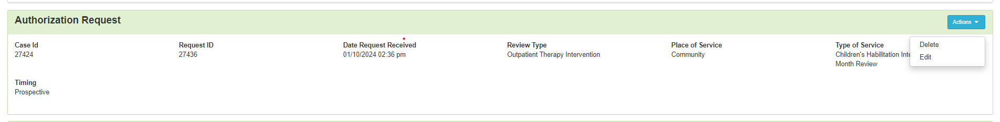 Authorization Request
Actions
Case Id
27424
Request ID
27436
Date Request Received
01/10/2024 02:36 pm
Review Type
Outpatient Therapy Intervention
Place of Service
Community
Type of Service
Children's Habilitation
Month Review
Delete
Edit
Timing
Prospective